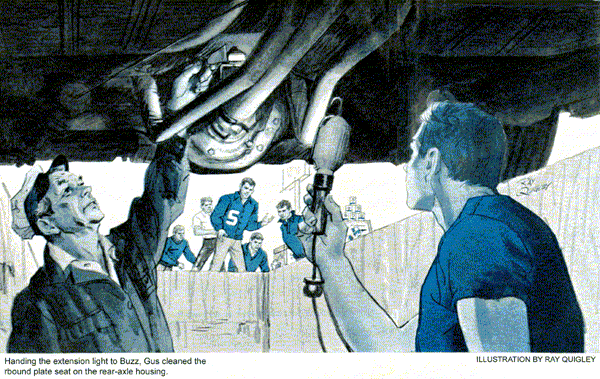 5
Handing the extension light to Buzz, Gus cleaned the
rbound plate seat on the rear-axle housing.
ILLUSTRATION BY RAY QUIGLEY